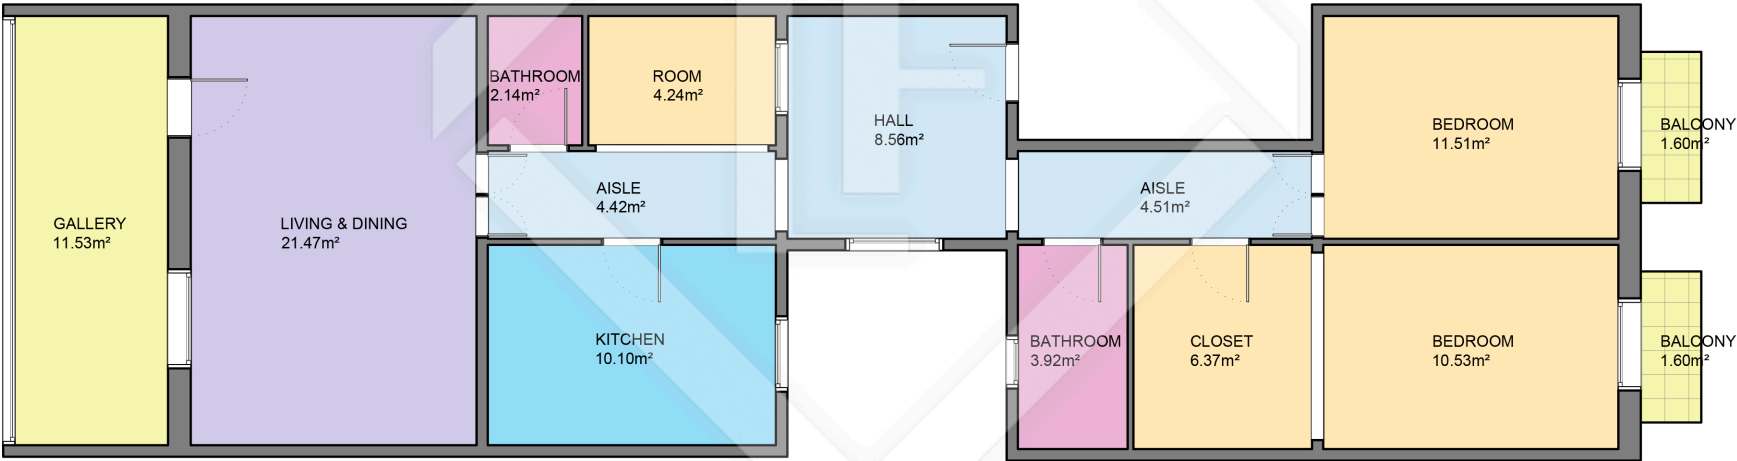 GALLERY
11.53m²
LIVING & DINING
21.47m²
BATHROOM
2.14m²
ROOM
4.24m²
AISLE
4.42m²
KITCHEN
10.10m²
HALL
8.56m²
AISLE
4.51m²
BATHROOM
3.92m²
CLOSET
6.37m²
BEDROOM
11.51m²
BEDROOM
10.53m²
BALCONY
1.60m²
BALCONY
1.60m²